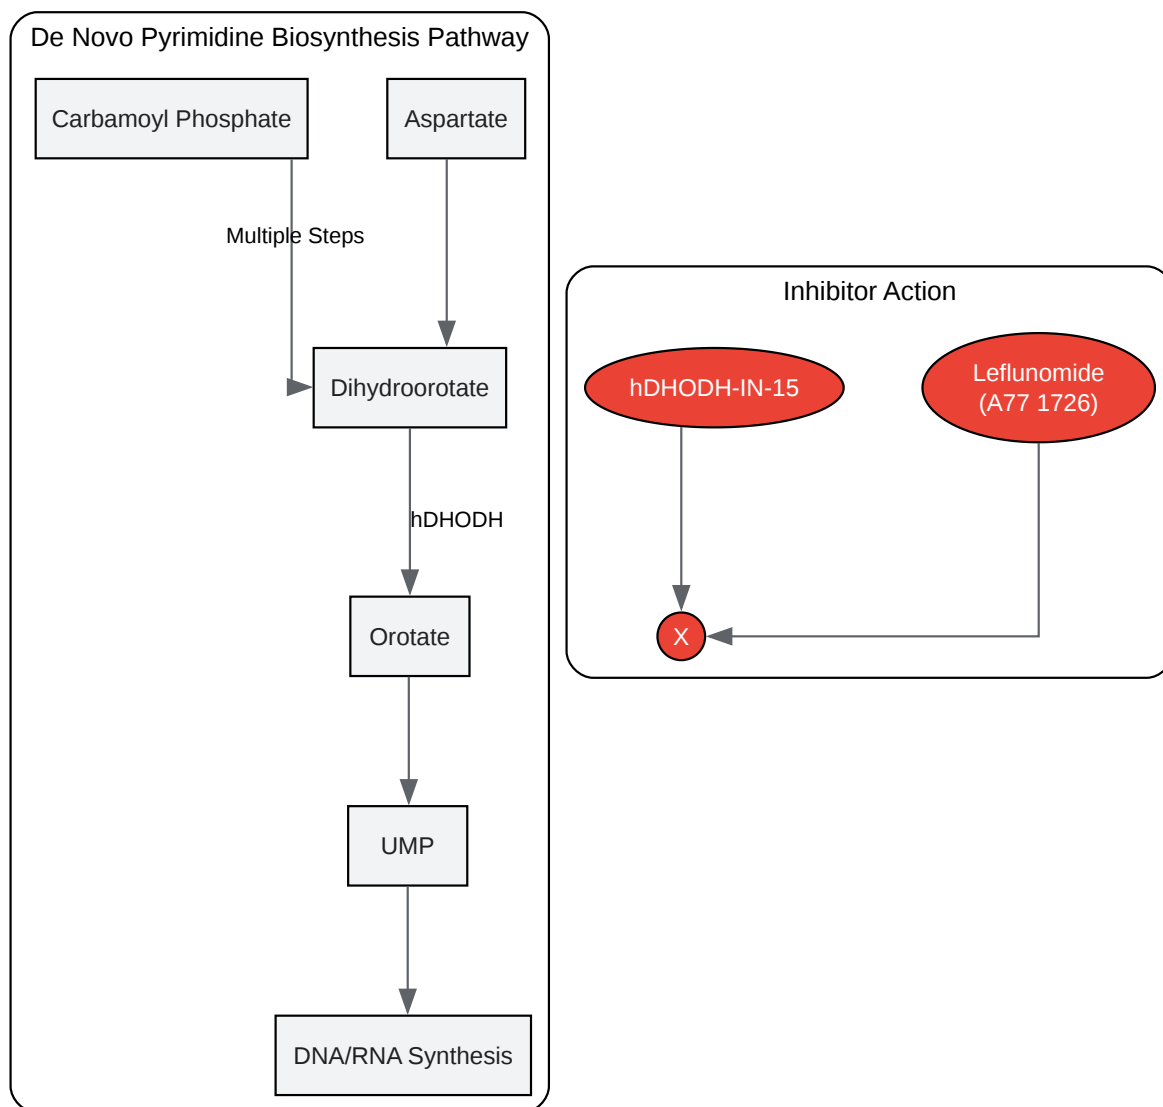 De Novo Pyrimidine Biosynthesis Pathway
Carbamoyl Phosphate
Aspartate
Multiple Steps
Dihydroorotate
hDHODH
Orotate
UMP
DNA/RNA Synthesis
Inhibitor Action
hDHODH-IN-15
Leflunomide
(A77 1726)
X